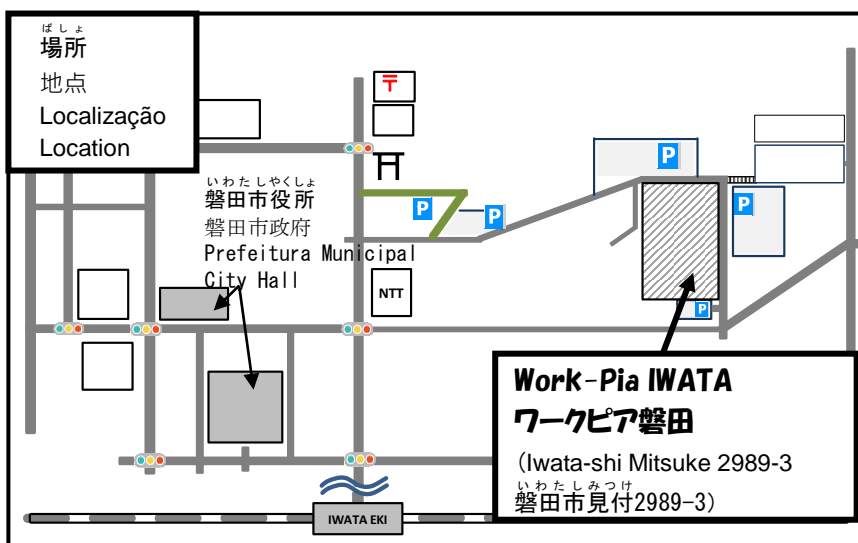 ばしょ
場所
地点
Localização
Location
〒
P
いわたしやくしょ
磐田市役所
磐田市政府
Prefeitura Municipal
City Hall
P
P
P
NTT
P
Work-Pia IWATA
ワークピア磐田
(Iwata-shi Mitsuke 2989-3
いわたしみつけ
磐田市見付2989-3)
IWATA EKI